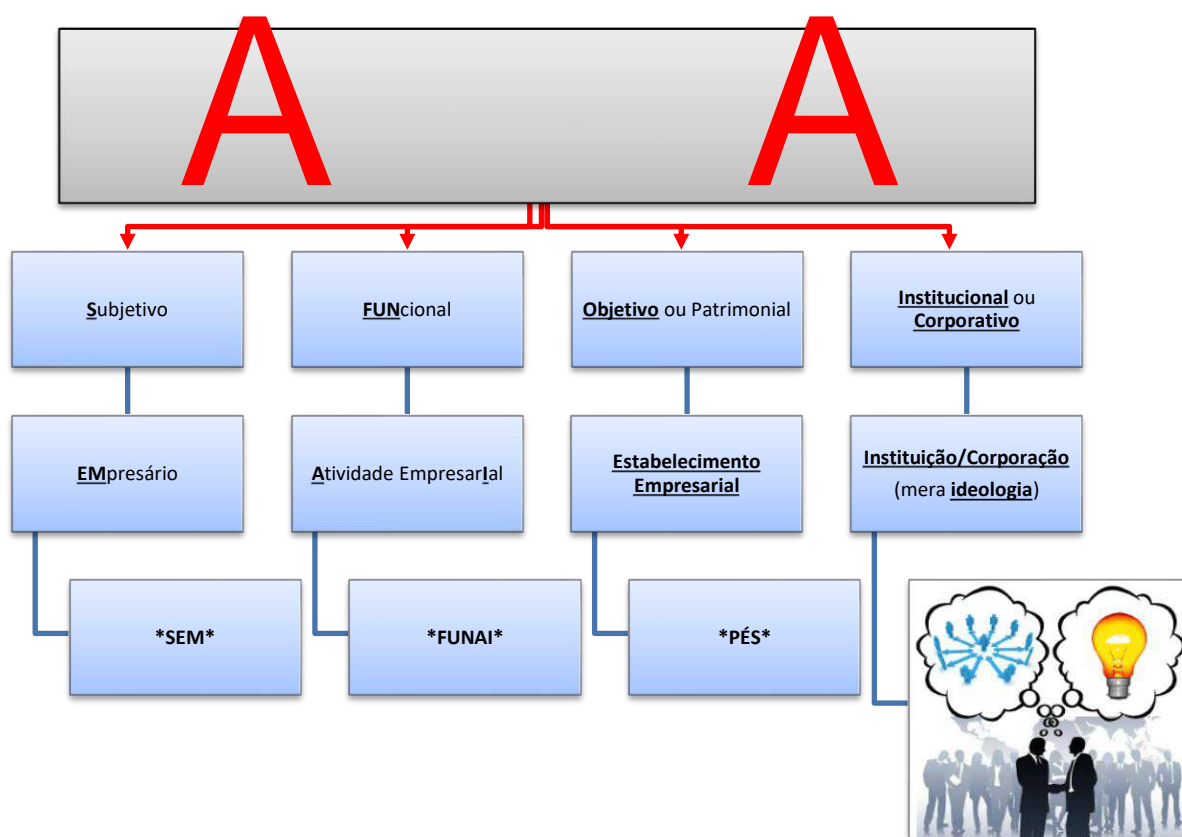 A A
Subjetivo
FUNcional
Objetivo ou Patrimonial
Institucional ou
Corporativo
EMpresário
Atividade EmpresarIal
Estabelecimento
Empresarial
Instituição/Corporação
(mera ideologia)
*SEM*
*FUNAI*
*PÉS*